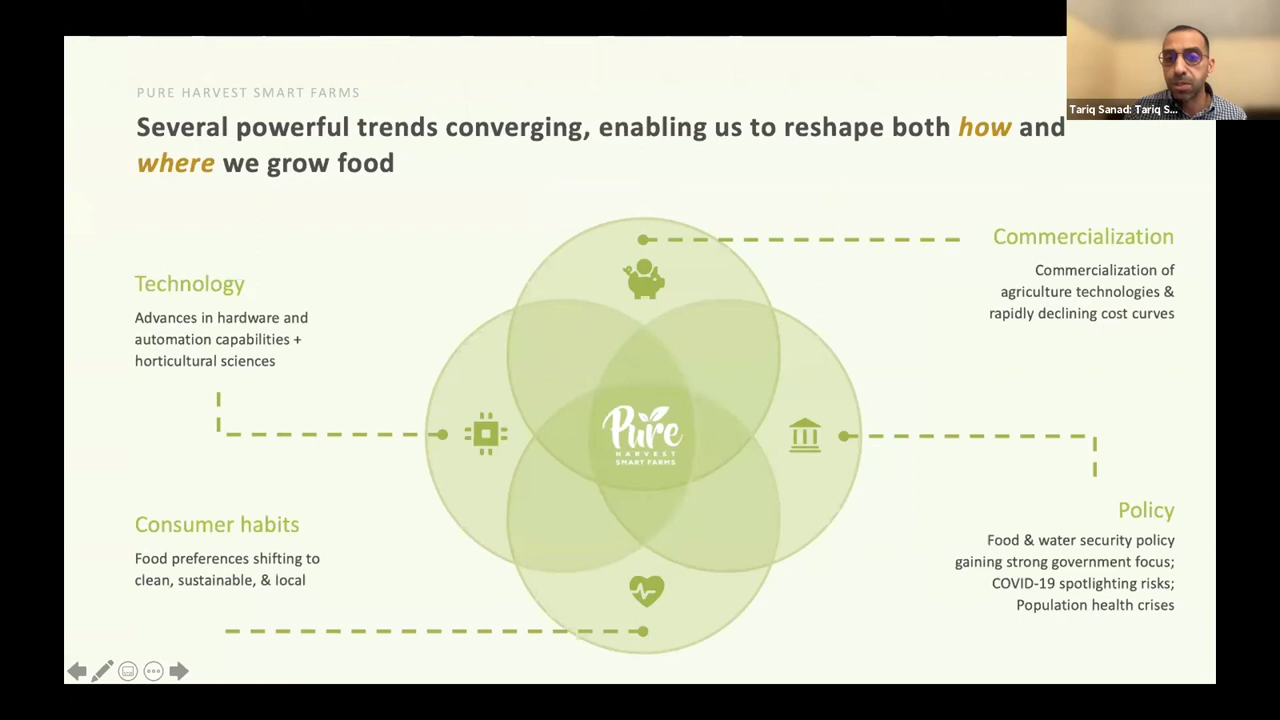 PURE HARVEST SMART FARMS
Several powerful trends converging, enabling us to reshape both how and
where we grow food
Tariq Sanad: Tariq S...
Commercialization
Commercialization of
agriculture technologies &
rapidly declining cost curves
Technology
Advances in hardware and
automation capabilities +
horticultural sciences
Pure
HARVEST
SMART FARMS
Consumer habits
Food preferences shifting to
clean, sustainable, & local
Policy
Food & water security policy
gaining strong government focus;
COVID-19 spotlighting risks;
Population health crises